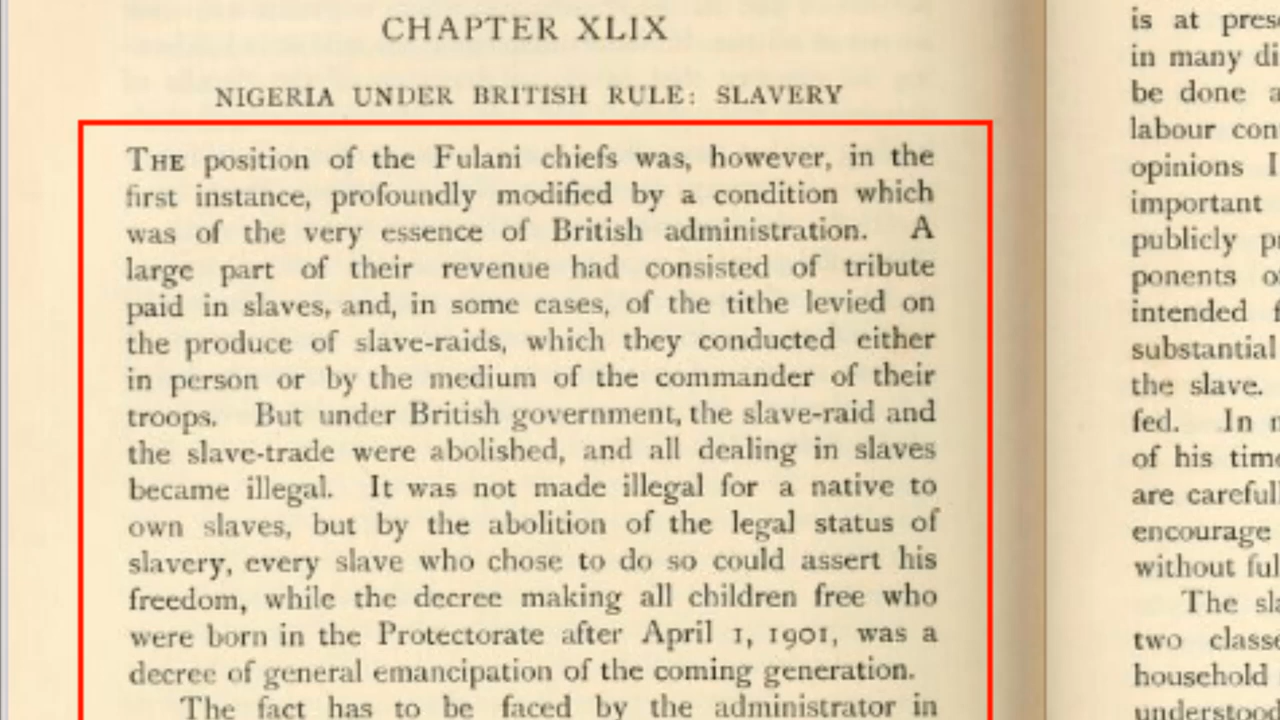 CHAPTER XLIX
NIGERIA UNDER BRITISH RULE: SLAVERY
THE position of the Fulani chiefs was, however, in the
first instance, profoundly modified by a condition which
was of the very essence of British administration. A
large part of their revenue had consisted of tribute
paid in slaves, and, in some cases, of the tithe levied on
the produce of slave-raids, which they conducted either
in person or by the medium of the commander of their
troops. But under British government, the slave-raid and
the slave-trade were abolished, and all dealing in slaves
became illegal. It was not made illegal for a native to
own slaves, but by the abolition of the legal status of
slavery, every slave who chose to do so could assert his
freedom, while the decree making all children free who
were born in the Protectorate after April 1, 1901, was a
decree of general emancipation of the coming generation.
The fact has to be faced by the administrator in
is at
in many
be done
labour
opinions
important
publicly
intended
substantial
the slave.
fed. In
of his
are
encourage
without
The
two
household